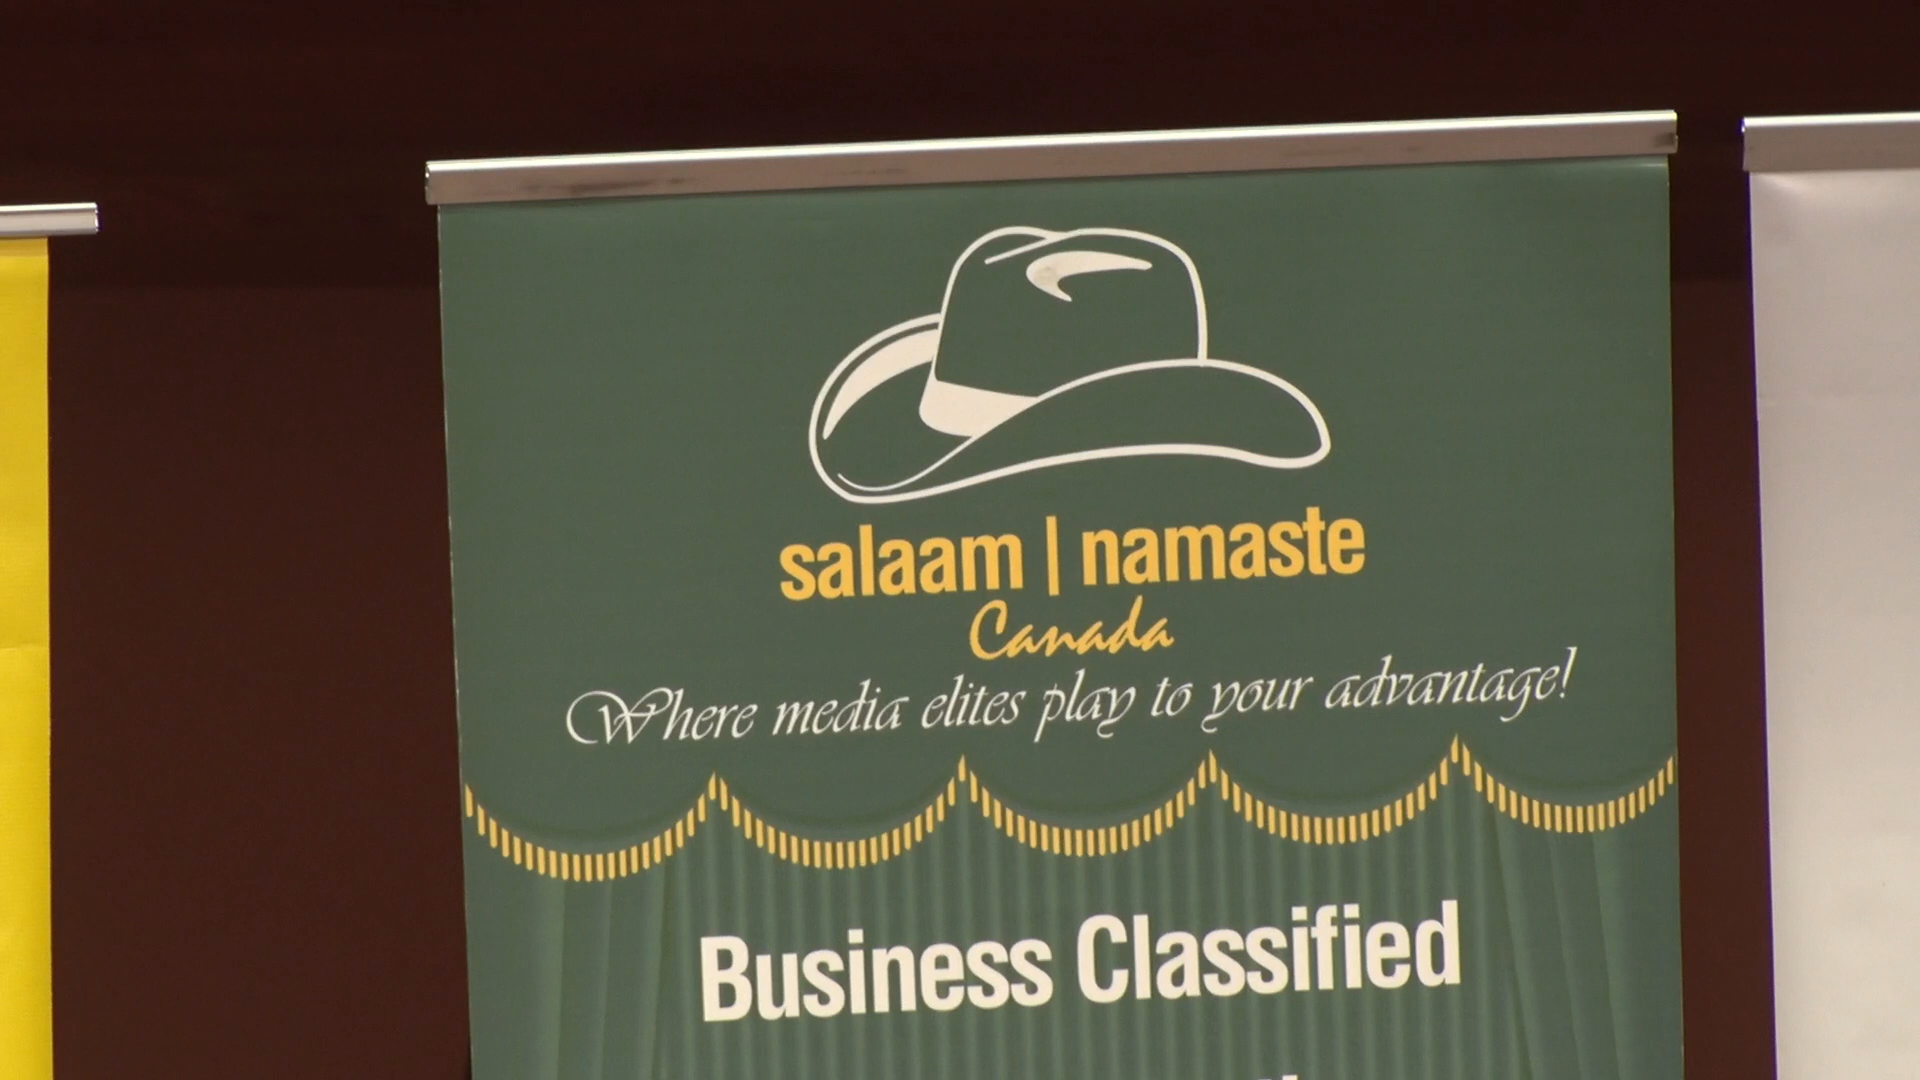 salaam | namaste
Canada
Where media elites play to your advantage!
Business Classified